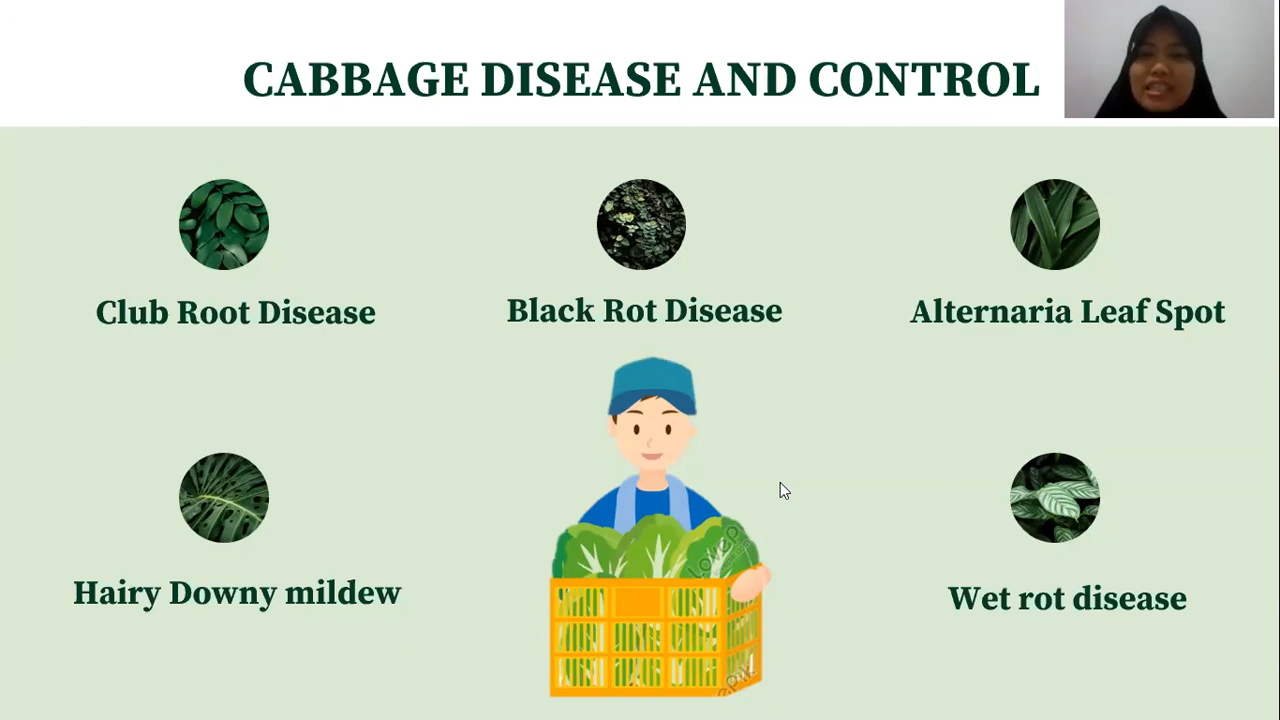 CABBAGE DISEASE AND CONTROL
Club Root Disease
Black Rot Disease
Alternaria Leaf Spot
Hairy Downy mildew
Wet rot disease